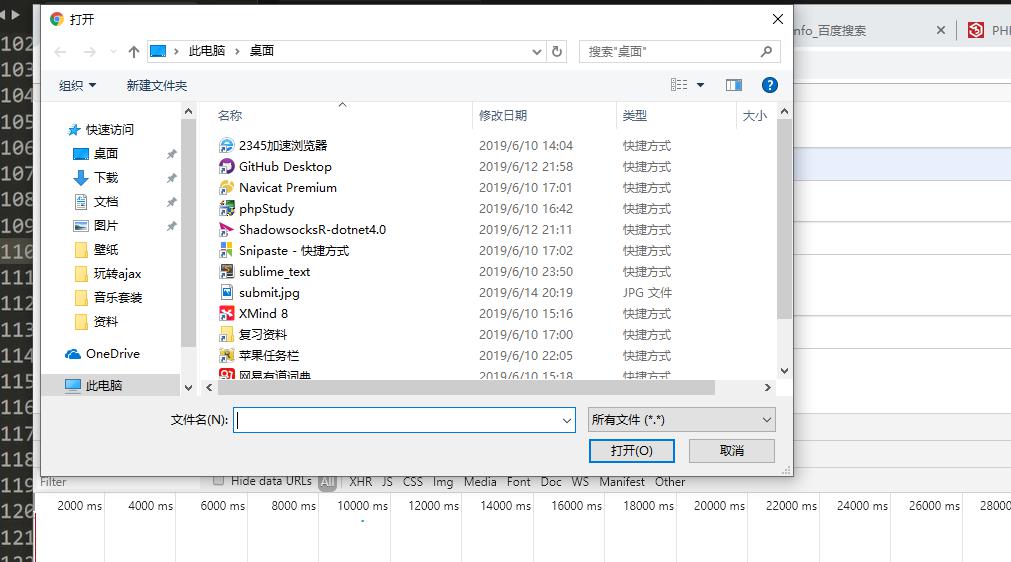 打开
此电脑 桌面
搜索"桌面"
组织 新建文件夹
名称 修改日期 类型 大小
快速访问
桌面
下载
文档
图片
壁纸
玩转ajax
音乐套装
资料
OneDrive
此电脑
2345加速浏览器 2019/6/10 14:04 快捷方式
GitHub Desktop 2019/6/12 21:58 快捷方式
Navicat Premium 2019/6/10 17:01 快捷方式
phpStudy 2019/6/10 16:42 快捷方式
ShadowsocksR-dotnet4.0 2019/6/12 21:11 快捷方式
Snipaste - 快捷方式 2019/6/10 17:02 快捷方式
sublime_text 2019/6/10 23:50 快捷方式
submit.jpg 2019/6/14 20:19 JPG 文件
XMind 8 2019/6/10 15:16 快捷方式
复习资料 2019/6/10 17:00 快捷方式
苹果任务栏 2019/6/10 22:05 快捷方式
网易有道词典 2019/6/10 15:18 快捷方式
文件名(N): 所有文件 (*.*)
打开(O) 取消
nfo_百度搜索 PH
102
103
104
105
106
107
108
109
110
111
112
113
114
115
116
117
118
119
120
121
Filter Hide data URLs All XHR JS CSS Img Media Font Doc WS Manifest Other
2000 ms 4000 ms 6000 ms 8000 ms 10000 ms 12000 ms 14000 ms 16000 ms 18000 ms 20000 ms 22000 ms 24000 ms 26000 ms 28000